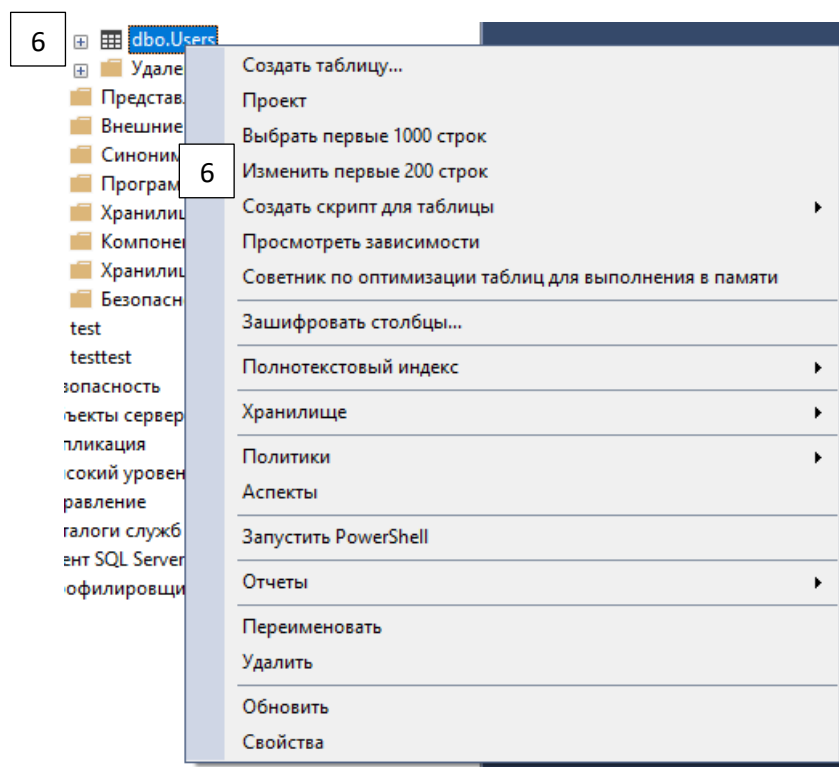 6 dbo.Users
Удале
Представ
Внешние
Синоним
6
Програм
Хранилиц
Компоне
Хранилиц
Безопасн
test
testtest
зопасность
ъекты сервер
пликация
сокий уровен
равление
талоги служб
ент SQL Server
офилировщи
Создать таблицу...
Проект
Выбрать первые 1000 строк
Изменить первые 200 строк
Создать скрипт для таблицы
Просмотреть зависимости
Советник по оптимизации таблиц для выполнения в памяти
Зашифровать столбцы...
Полнотекстовый индекс
Хранилище
Политики
Аспекты
Запустить PowerShell
Отчеты
Переименовать
Удалить
Обновить
Свойства